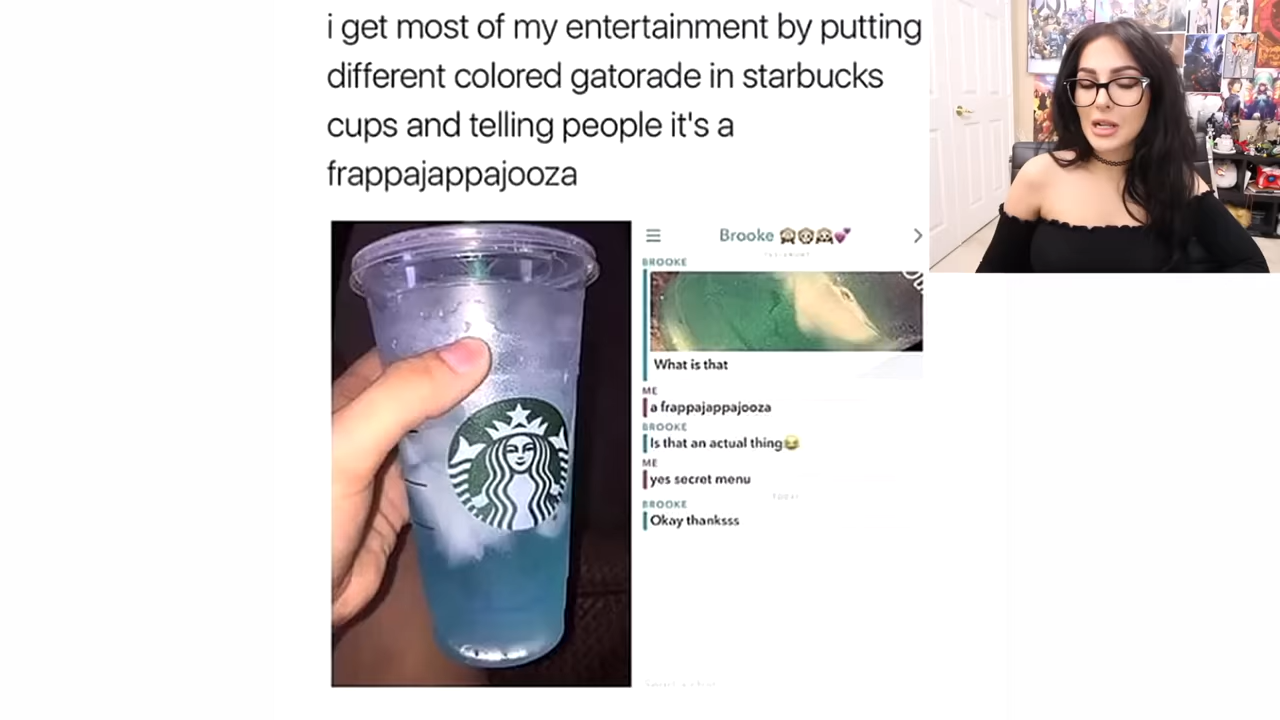 i get most of my entertainment by putting
different colored gatorade in starbucks
cups and telling people it's a
frappajappajooza
Brooke 🙈🐵🙈💕
BROOKE
What is that
ME
a frappajappajooza
BROOKE
Is that an actual thing😂
ME
yes secret menu
TODAY
BROOKE
Okay thanksss